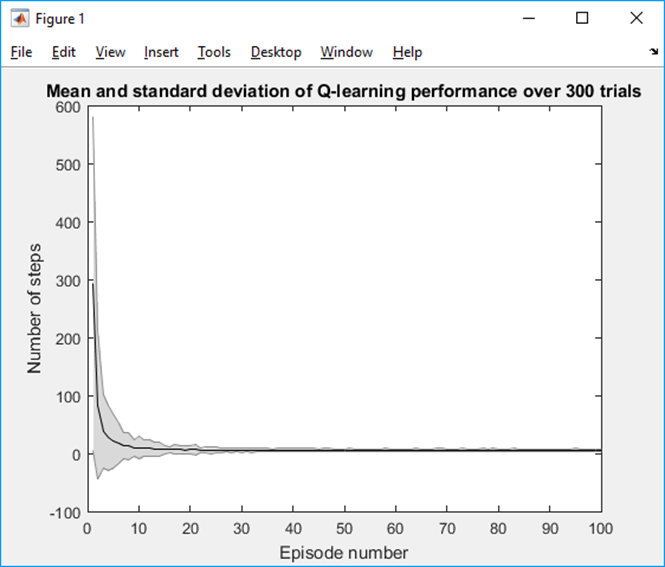 Figure 1
File Edit View Insert Tools Desktop Window Help
Mean and standard deviation of Q-learning performance over 300 trials
600
500
400
300
200
100
0
-100
Number of steps
0 10 20 30 40 50 60 70 80 90 100
Episode number